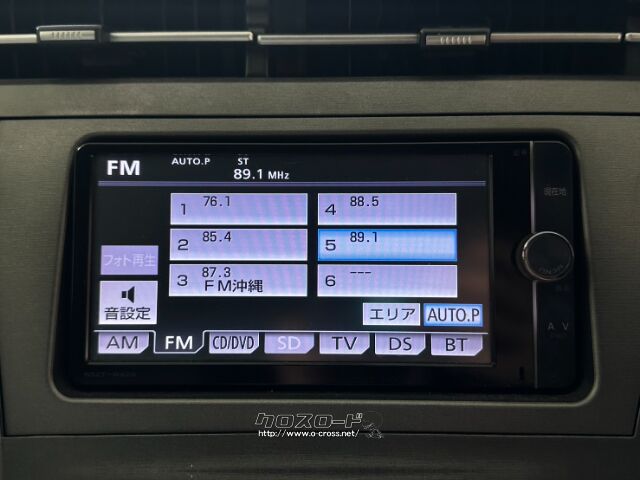 FM AUTO.P ST
89.1 MHz
1 76.1
4 88.5
2 85.4
5 89.1
3 87.3 FM沖縄
6 ---
フォト再生
音設定
エリア AUTO.P
AM FM CD/DVD SD TV DS BT
現在地
クロスロード
http://www.o-cross.net/